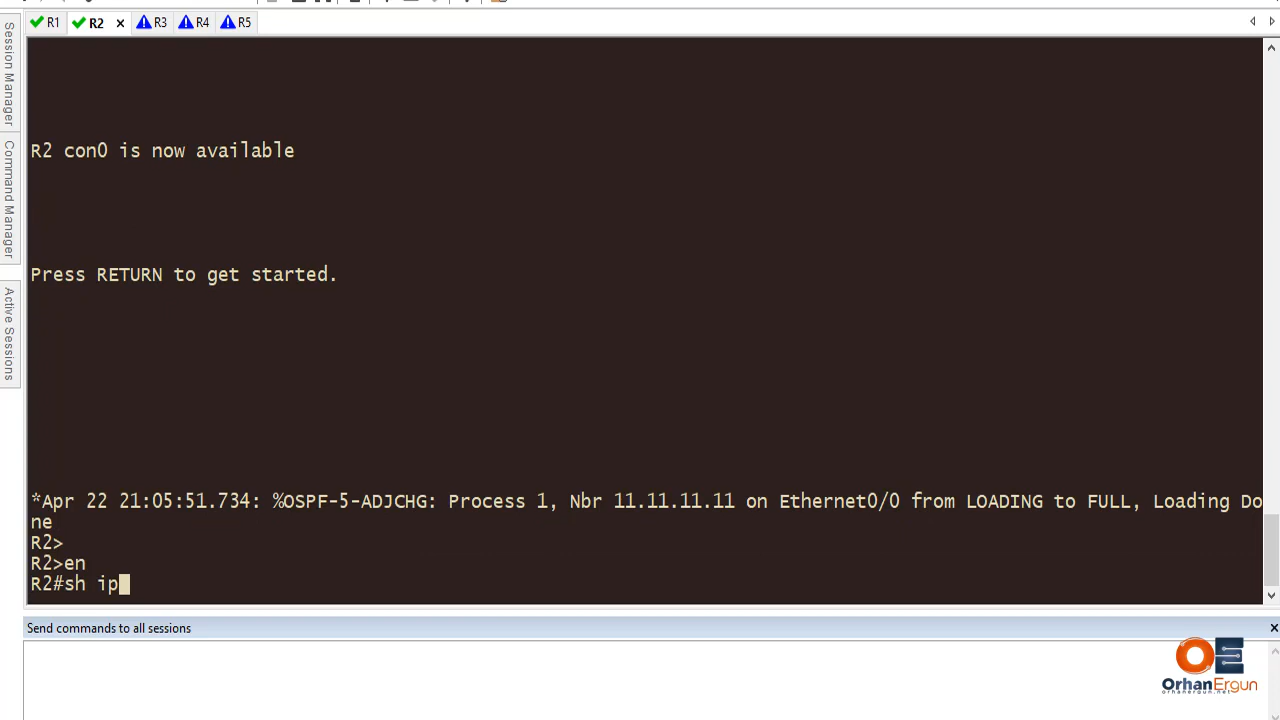 R1 R2 × R3 R4 R5
Session Manager
Command Manager
Active Sessions
R2 con0 is now available
Press RETURN to get started.
*Apr 22 21:05:51.734: %OSPF-5-ADJCHG: Process 1, Nbr 11.11.11.11 on Ethernet0/0 from LOADING to FULL, Loading Do
ne
R2>
R2>en
R2#sh ip
Send commands to all sessions ×
OE
OrhanErgun
orhanergun.net